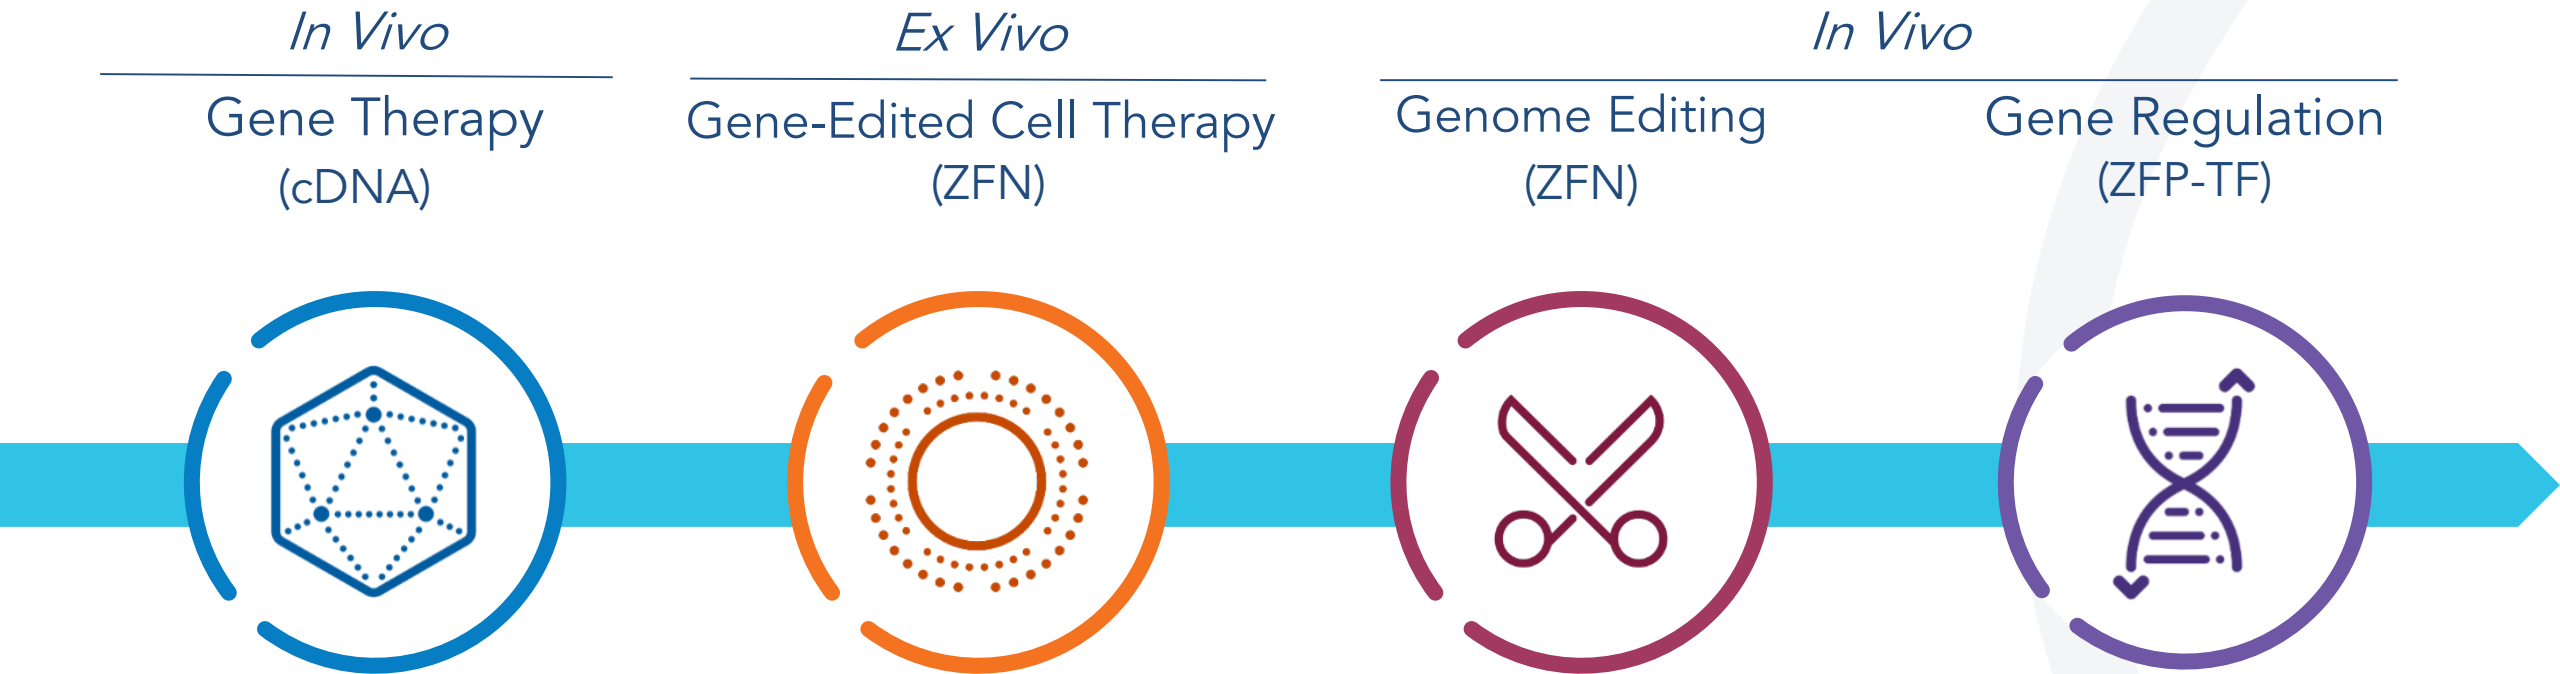 In Vivo
Gene Therapy
(cDNA)
Ex Vivo
Gene-Edited Cell Therapy
(ZFN)
In Vivo
Genome Editing
(ZFN)
Gene Regulation
(ZFP-TF)